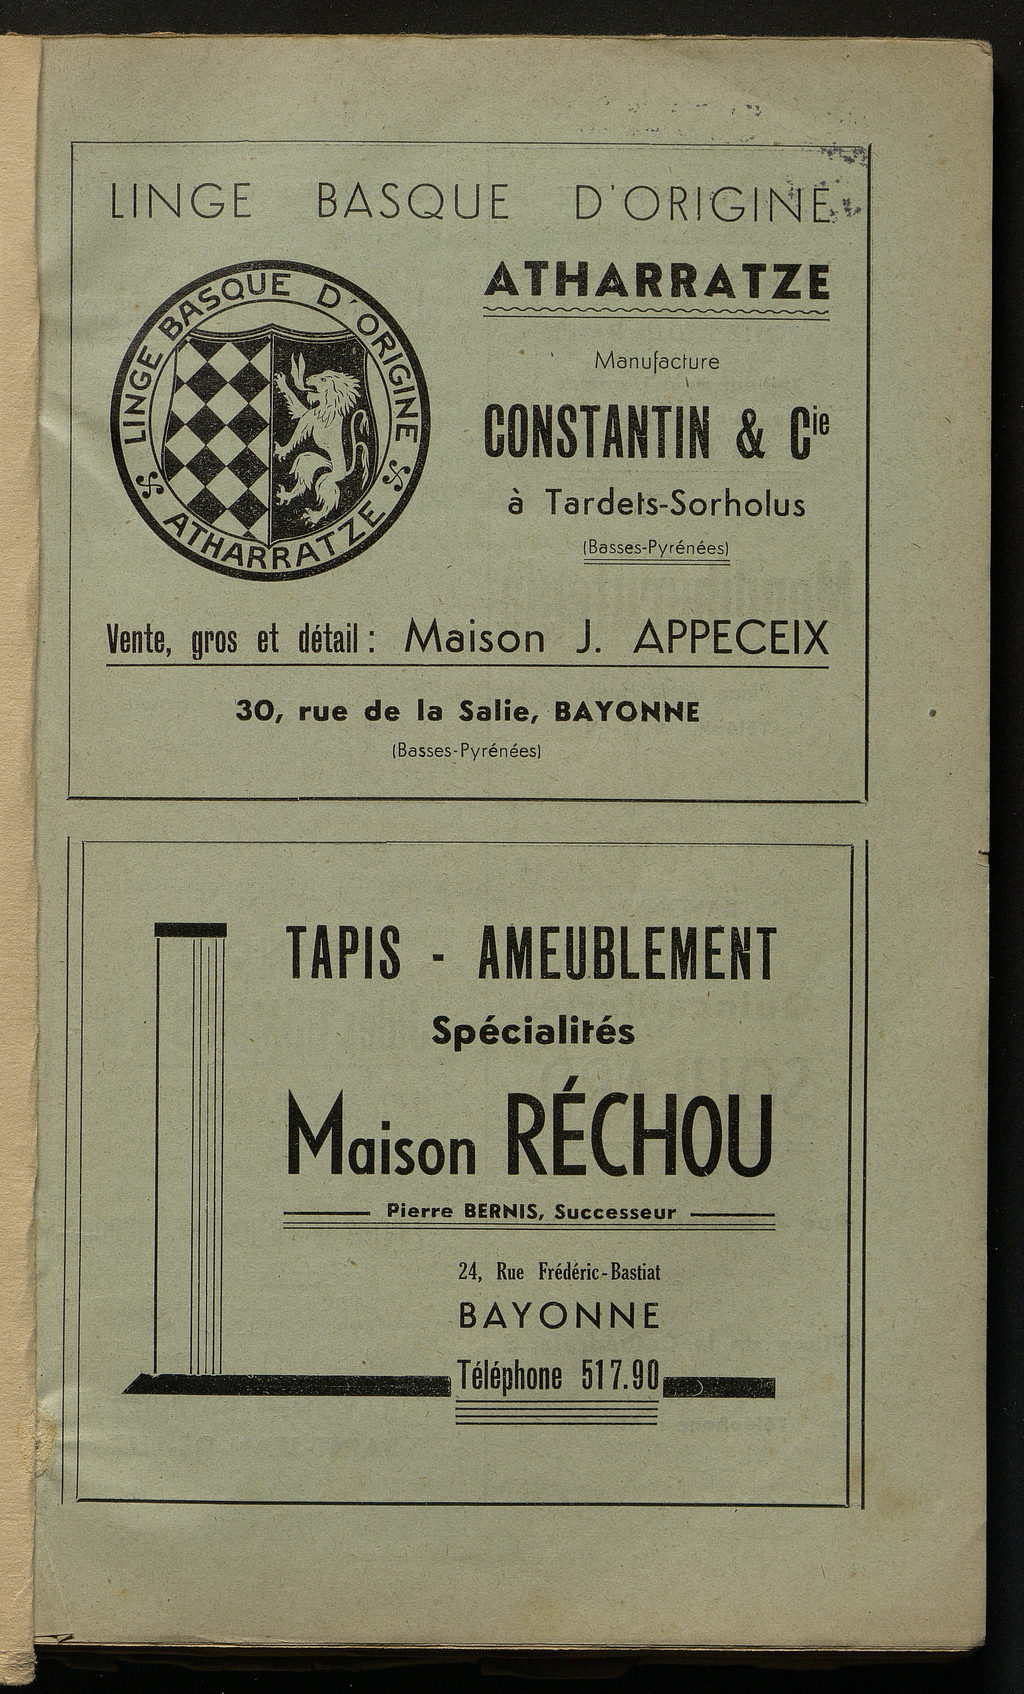 LINGE BASQUE D'ORIGINE
LINGE BASQUE D'ORIGINE
ATHARRATZE
ATHARRATZE
Manufacture
CONSTANTIN & Cie
à Tardets-Sorholus
(Basses-Pyrénées)
Vente, gros et détail : Maison J. APPECEIX
30, rue de la Salie, BAYONNE
(Basses-Pyrénées)
TAPIS - AMEUBLEMENT
Spécialités
Maison RÉCHOU
Pierre BERNIS, Successeur
24, Rue Frédéric-Bastiat
BAYONNE
Téléphone 517.90